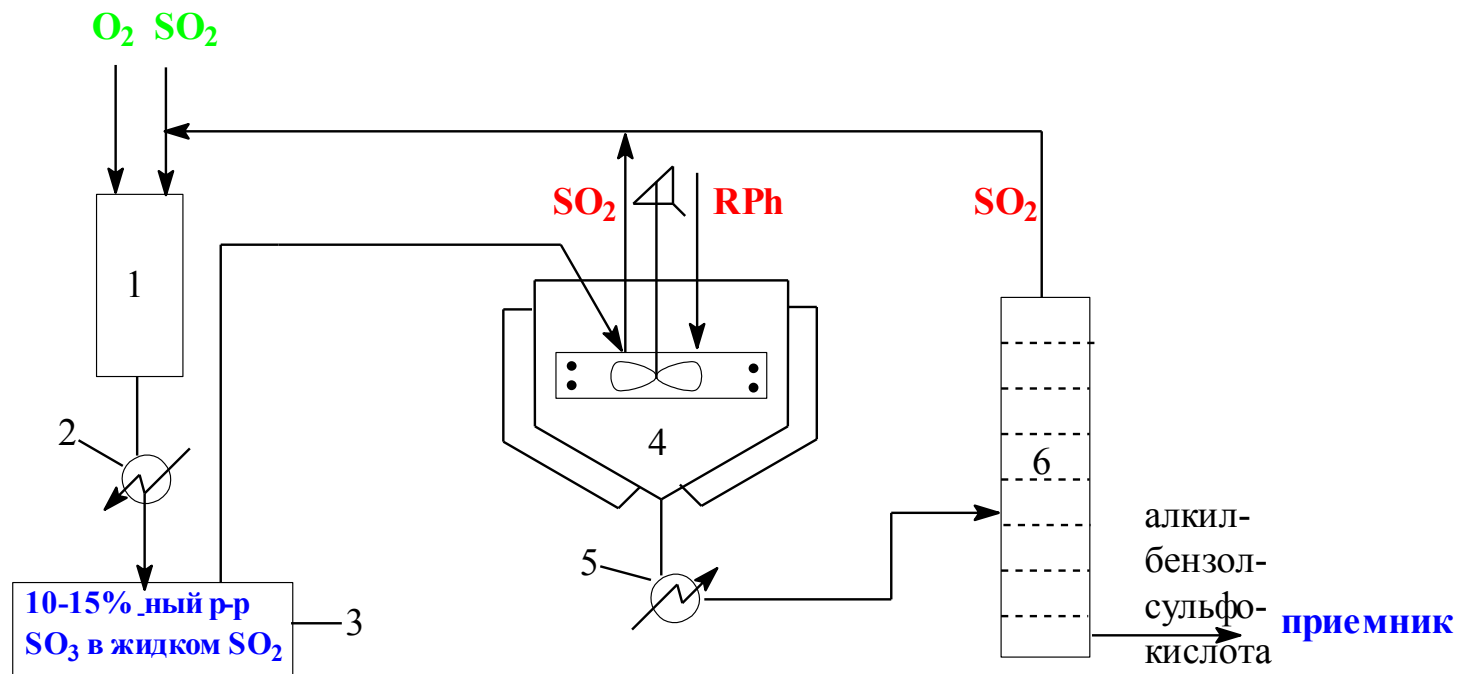 O2 SO2
SO2 RPh SO2
1
2
4
6
5
10-15%_ный р-р
SO3 в жидком SO2
3
алкил-
бензол-
сульфо-
кислота
приемник